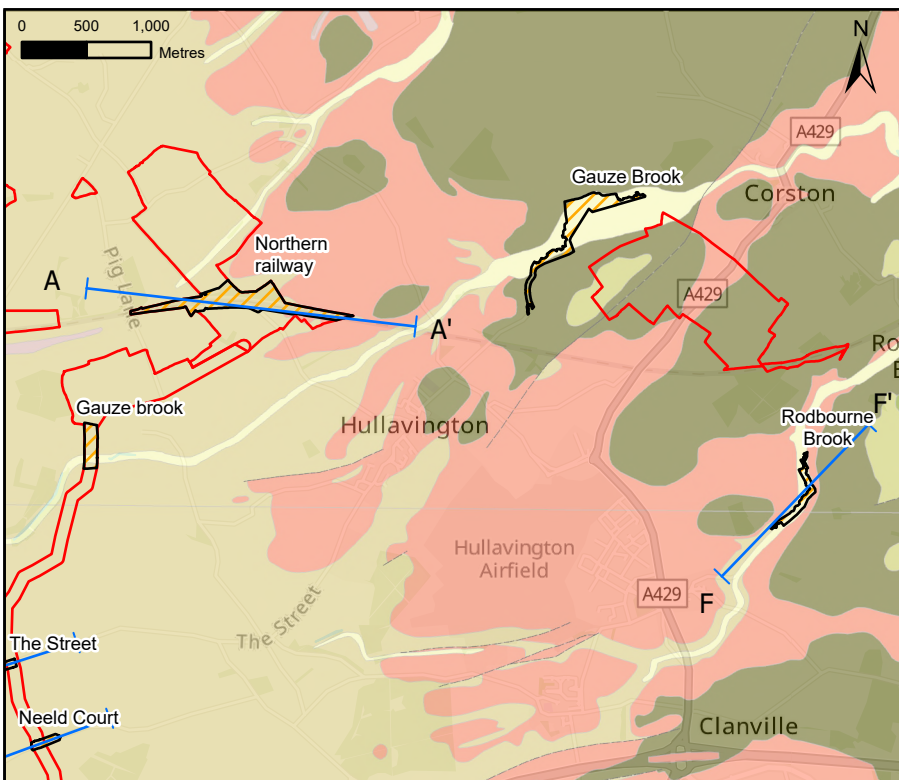 0 500 1,000
Metres
N
A429
Gauze Brook
Corston
Northern
railway
A
Pig Lane
A429
A'
Ro
E
Gauze brook
Hullavington
F'
Rodbourne
Brook
Hullavington
Airfield
A429
F
The Street
The Street
Neeld Court
Clanville